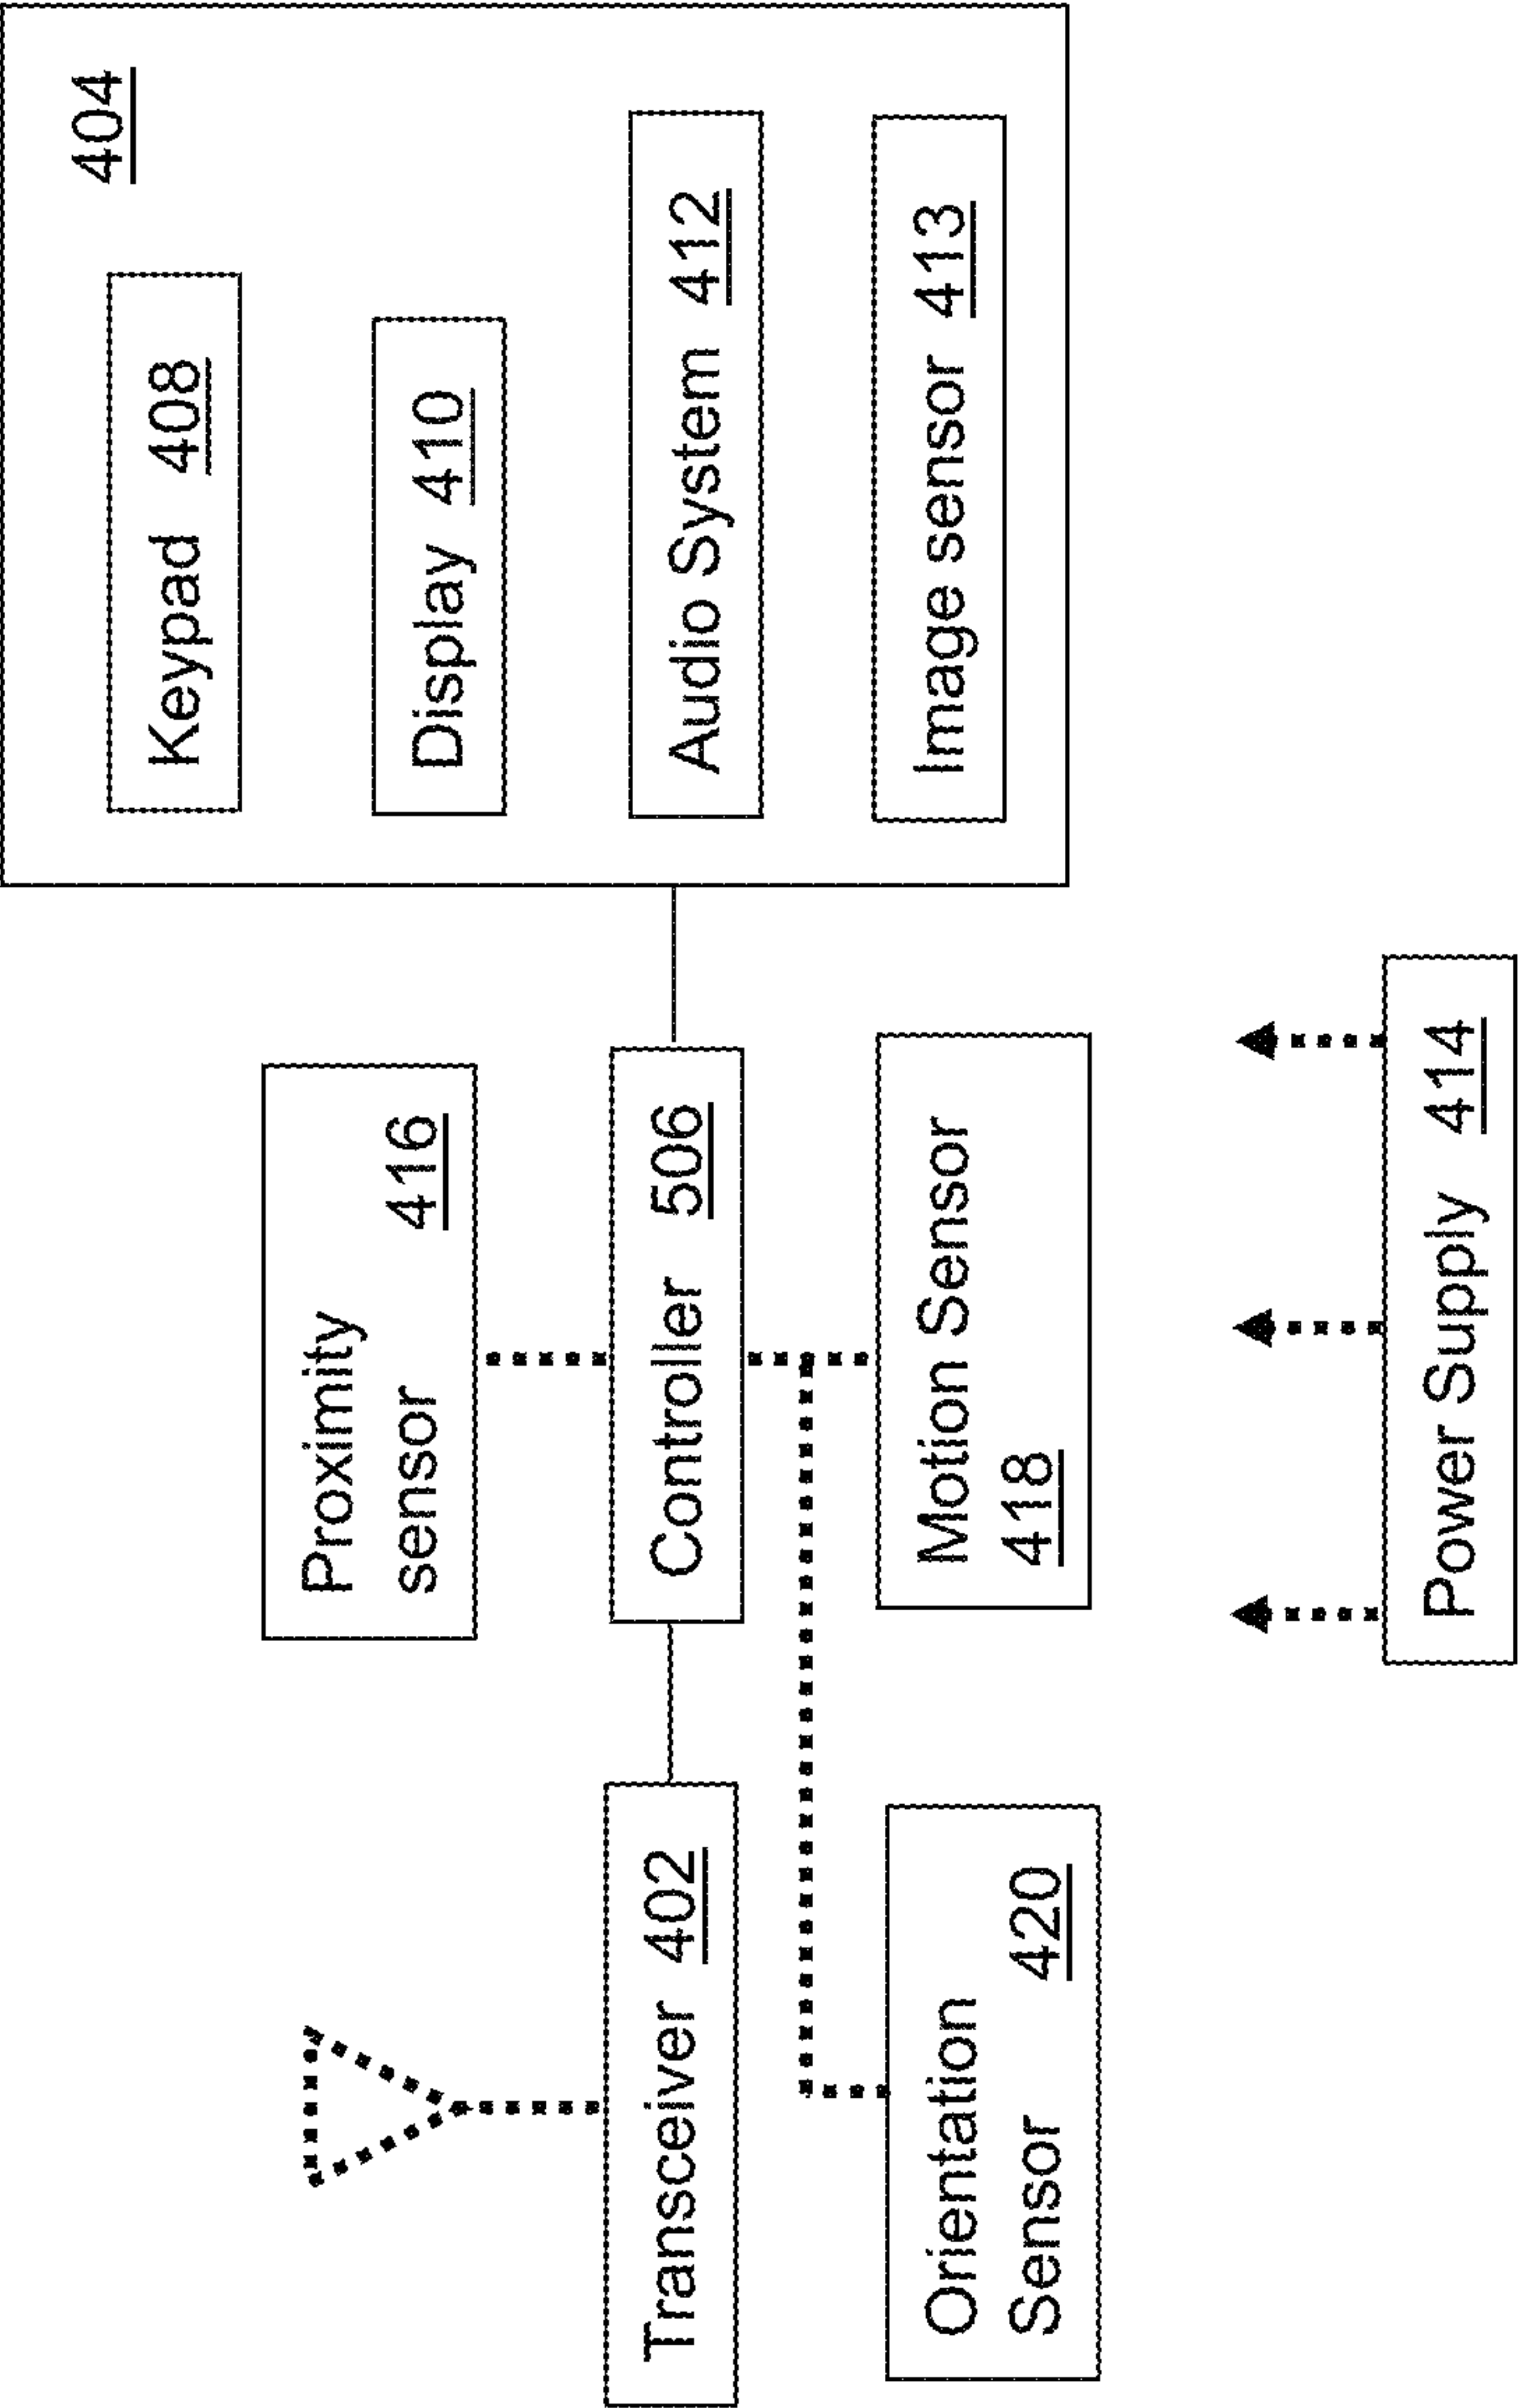 404
Keypad 408
Display 410
Audio System 412
Image sensor 413
Proximity
sensor 416
Controller 506
Motion Sensor
418
Transceiver 402
Orientation
Sensor 420
Power Supply 414